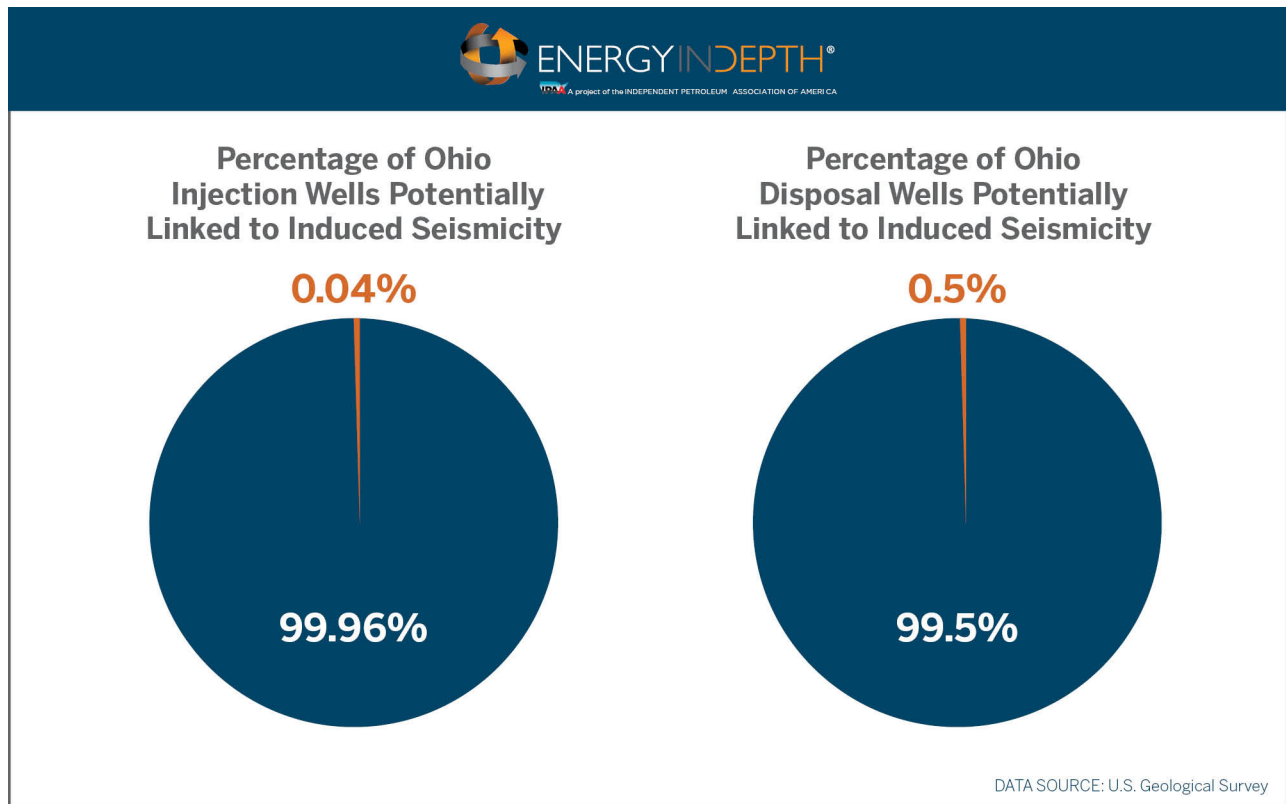 ENERGYINDEPTH®
IPAA A project of the INDEPENDENT PETROLEUM ASSOCIATION OF AMERICA
Percentage of Ohio
Injection Wells Potentially
Linked to Induced Seismicity
0.04%
99.96%
Percentage of Ohio
Disposal Wells Potentially
Linked to Induced Seismicity
0.5%
99.5%
DATA SOURCE: U.S. Geological Survey